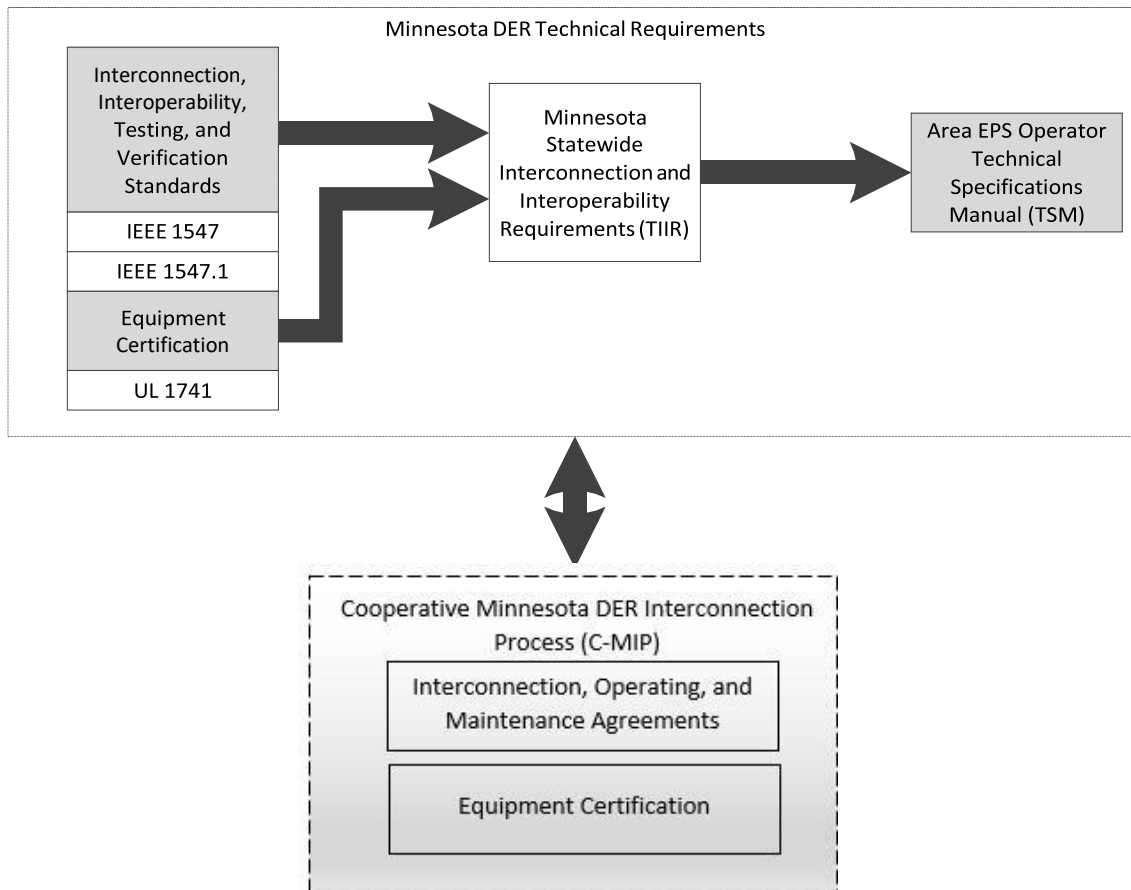 Minnesota DER Technical Requirements
Interconnection,
Interoperability,
Testing, and
Verification
Standards
IEEE 1547
IEEE 1547.1
Equipment
Certification
UL 1741
Minnesota
Statewide
Interconnection and
Interoperability
Requirements (TIIR)
Area EPS Operator
Technical
Specifications
Manual (TSM)
Cooperative Minnesota DER Interconnection
Process (C-MIP)
Interconnection, Operating, and
Maintenance Agreements
Equipment Certification